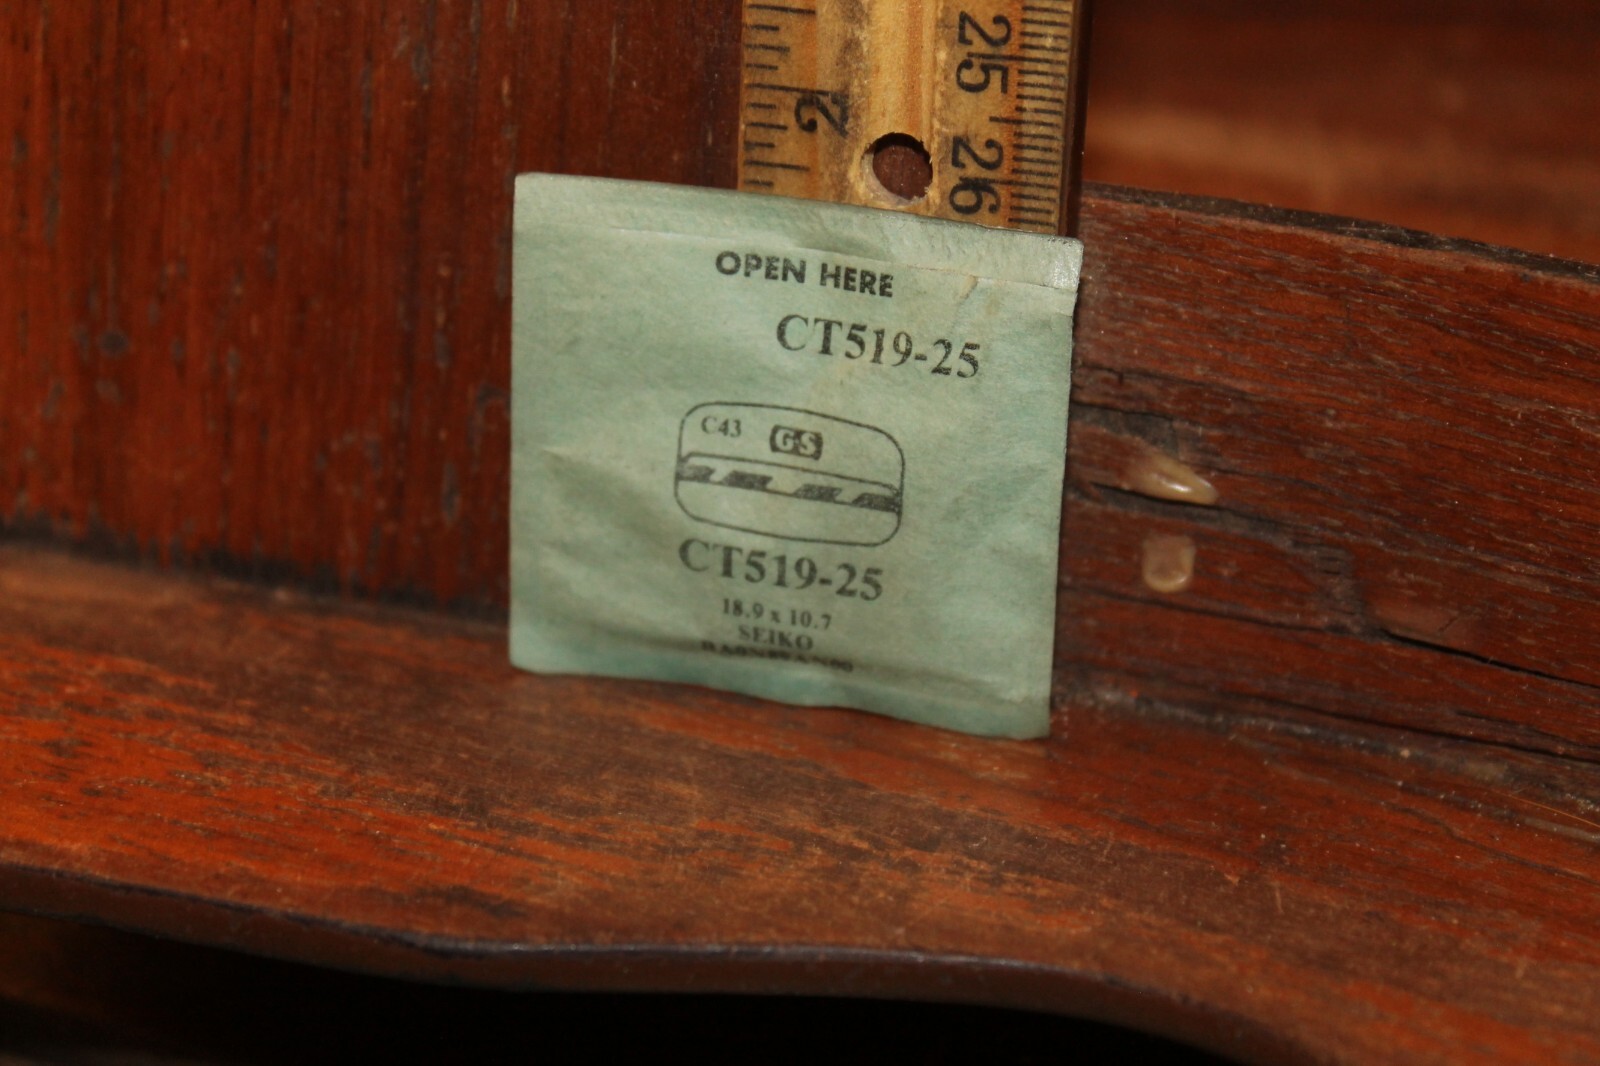 2
25
26
OPEN HERE
CT519-25
C43 GS
CT519-25
18.9 x 10.7
SEIKO